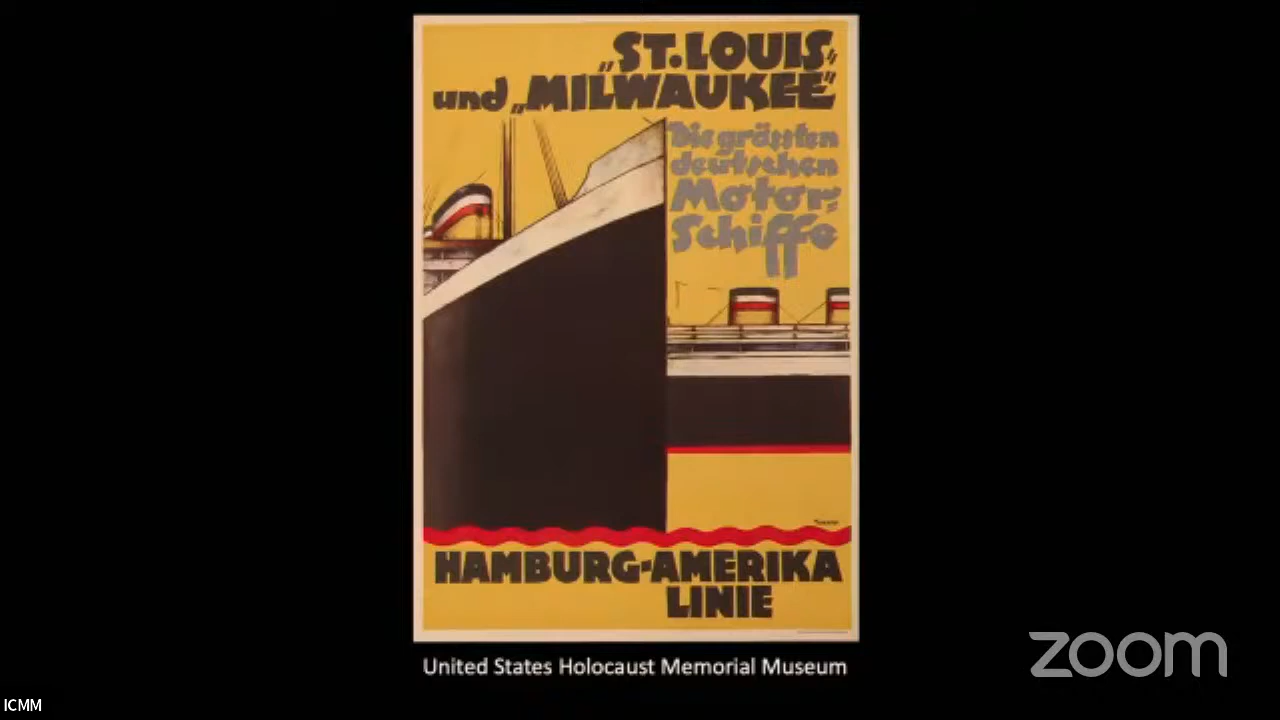 „ST. LOUIS„
und „MILWAUKEE"
Die grössten
deutschen
Motor=
Schiffe
HAMBURG-AMERIKA
LINIE
United States Holocaust Memorial Museum
zoom
ICMM